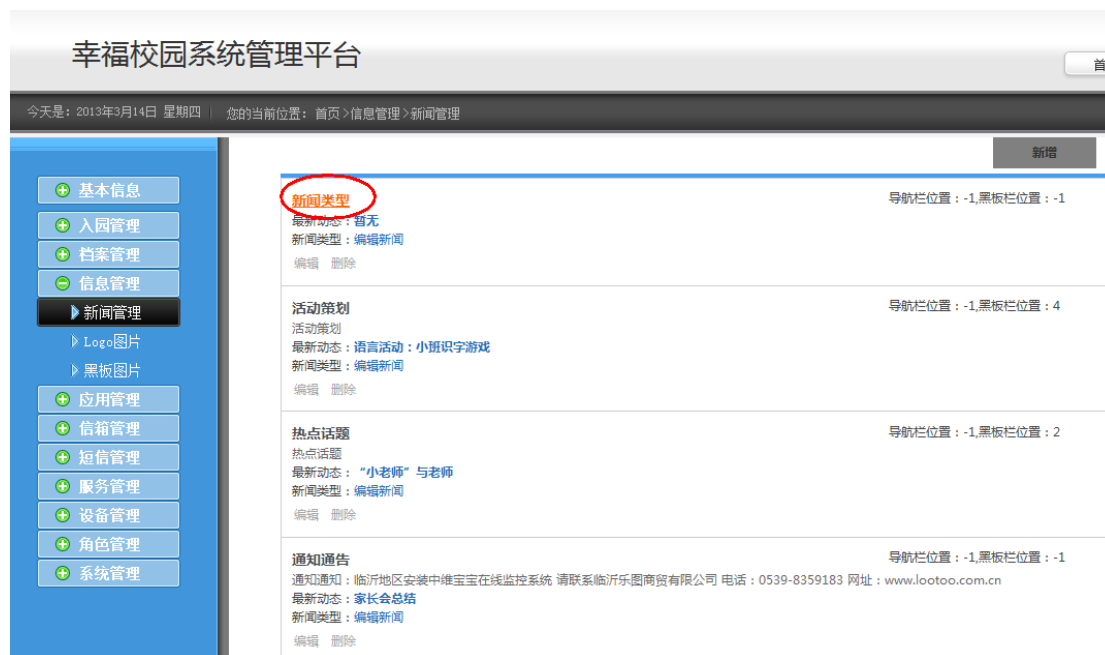 幸福校园系统管理平台
首
今天是：2013年3月14日 星期四 | 您的当前位置：首页>信息管理>新闻管理
新增
基本信息
入园管理
档案管理
信息管理
新闻管理
Logo图片
黑板图片
应用管理
信箱管理
短信管理
服务管理
设备管理
角色管理
系统管理
新闻类型 导航栏位置：-1,黑板栏位置：-1
最新动态：暂无
新闻类型：编辑新闻
编辑 删除
活动策划 导航栏位置：-1,黑板栏位置：4
活动策划
最新动态：语言活动：小班识字游戏
新闻类型：编辑新闻
编辑 删除
热点话题 导航栏位置：-1,黑板栏位置：2
热点话题
最新动态：“小老师”与老师
新闻类型：编辑新闻
编辑 删除
通知通告 导航栏位置：-1,黑板栏位置：-1
通知通知：临沂地区安装中维宝宝在线监控系统 请联系临沂乐图商贸有限公司 电话：0539-8359183 网址：www.lootoo.com.cn
最新动态：家长会总结
新闻类型：编辑新闻
编辑 删除